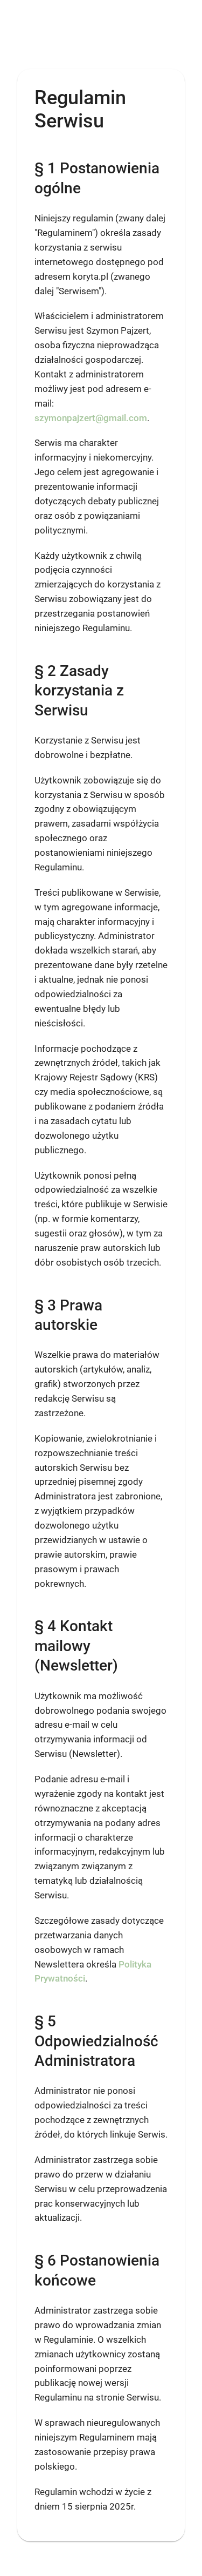 Regulamin
Serwisu
§ 1 Postanowienia
ogólne
Niniejszy regulamin (zwany dalej
"Regulaminem") określa zasady
korzystania z serwisu
internetowego dostępnego pod
adresem koryta.pl (zwanego
dalej "Serwisem").
Właścicielem i administratorem
Serwisu jest Szymon Pajzert,
osoba fizyczna nieprowadząca
działalności gospodarczej.
Kontakt z administratorem
możliwy jest pod adresem e-
mail:
szymonpajzert@gmail.com.
Serwis ma charakter
informacyjny i niekomercyjny.
Jego celem jest agregowanie i
prezentowanie informacji
dotyczących debaty publicznej
oraz osób z powiązaniami
politycznymi.
Każdy użytkownik z chwilą
podjęcia czynności
zmierzających do korzystania z
Serwisu zobowiązany jest do
przestrzegania postanowień
niniejszego Regulaminu.
§ 2 Zasady
korzystania z
Serwisu
Korzystanie z Serwisu jest
dobrowolne i bezpłatne.
Użytkownik zobowiązuje się do
korzystania z Serwisu w sposób
zgodny z obowiązującym
prawem, zasadami współżycia
społecznego oraz
postanowieniami niniejszego
Regulaminu.
Treści publikowane w Serwisie,
w tym agregowane informacje,
mają charakter informacyjny i
publicystyczny. Administrator
dokłada wszelkich starań, aby
prezentowane dane były rzetelne
i aktualne, jednak nie ponosi
odpowiedzialności za
ewentualne błędy lub
nieścisłości.
Informacje pochodzące z
zewnętrznych źródeł, takich jak
Krajowy Rejestr Sądowy (KRS)
czy media społecznościowe, są
publikowane z podaniem źródła
i na zasadach cytatu lub
dozwolonego użytku
publicznego.
Użytkownik ponosi pełną
odpowiedzialność za wszelkie
treści, które publikuje w Serwisie
(np. w formie komentarzy,
sugestii oraz głosów), w tym za
naruszenie praw autorskich lub
dóbr osobistych osób trzecich.
§ 3 Prawa
autorskie
Wszelkie prawa do materiałów
autorskich (artykułów, analiz,
grafik) stworzonych przez
redakcję Serwisu są
zastrzeżone.
Kopiowanie, zwielokrotnianie i
rozpowszechnianie treści
autorskich Serwisu bez
uprzedniej pisemnej zgody
Administratora jest zabronione,
z wyjątkiem przypadków
dozwolonego użytku
przewidzianych w ustawie o
prawie autorskim, prawie
prasowym i prawach
pokrewnych.
§ 4 Kontakt
mailowy
(Newsletter)
Użytkownik ma możliwość
dobrowolnego podania swojego
adresu e-mail w celu
otrzymywania informacji od
Serwisu (Newsletter).
Podanie adresu e-mail i
wyrażenie zgody na kontakt jest
równoznaczne z akceptacją
otrzymywania na podany adres
informacji o charakterze
informacyjnym, redakcyjnym lub
związanym związanym z
tematyką lub działalnością
Serwisu.
Szczegółowe zasady dotyczące
przetwarzania danych
osobowych w ramach
Newslettera określa Polityka
Prywatności.
§ 5
Odpowiedzialność
Administratora
Administrator nie ponosi
odpowiedzialności za treści
pochodzące z zewnętrznych
źródeł, do których linkuje Serwis.
Administrator zastrzega sobie
prawo do przerw w działaniu
Serwisu w celu przeprowadzenia
prac konserwacyjnych lub
aktualizacji.
§ 6 Postanowienia
końcowe
Administrator zastrzega sobie
prawo do wprowadzania zmian
w Regulaminie. O wszelkich
zmianach użytkownicy zostaną
poinformowani poprzez
publikację nowej wersji
Regulaminu na stronie Serwisu.
W sprawach nieuregulowanych
niniejszym Regulaminem mają
zastosowanie przepisy prawa
polskiego.
Regulamin wchodzi w życie z
dniem 15 sierpnia 2025r.